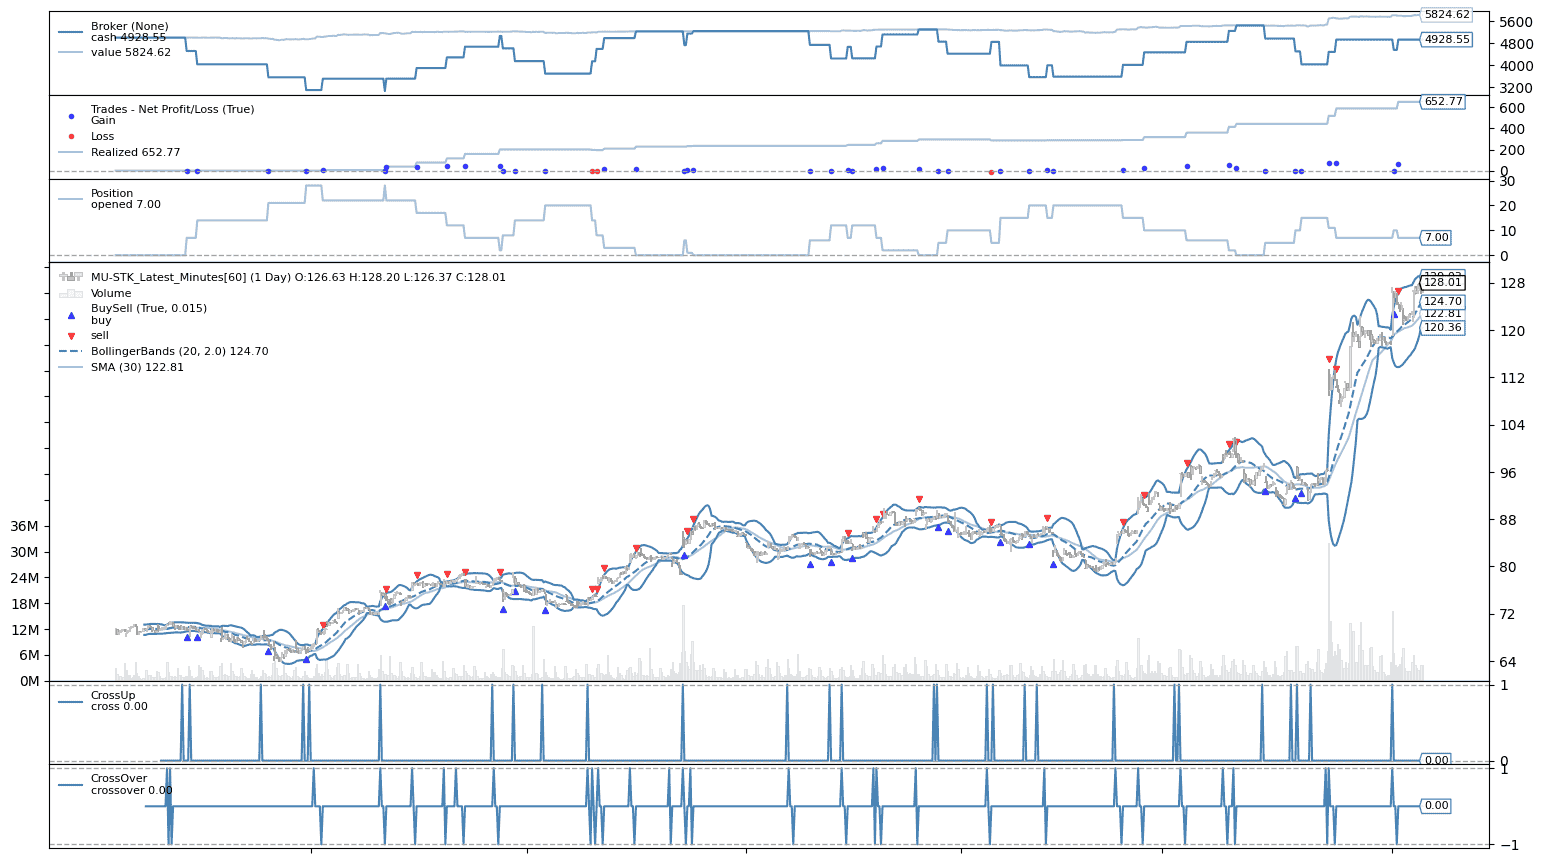 Broker (None)
cash 4928.55
value 5824.62
5824.62
5600
4928.55
4800
4000
3200
Trades - Net Profit/Loss (True)
Gain
Loss
Realized 652.77
652.77
600
400
200
0
Position
opened 7.00
30
20
10
7.00
0
MU-STK_Latest_Minutes[60] (1 Day) O:126.63 H:128.20 L:126.37 C:128.01
Volume
BuySell (True, 0.015)
buy
sell
BollingerBands (20, 2.0) 124.70
SMA (30) 122.81
128.01
124.70
122.81
120.36
128
120
112
104
96
88
80
72
64
36M
30M
24M
18M
12M
6M
0M
CrossUp
cross 0.00
1
0.00
0
CrossOver
crossover 0.00
1
0.00
−1